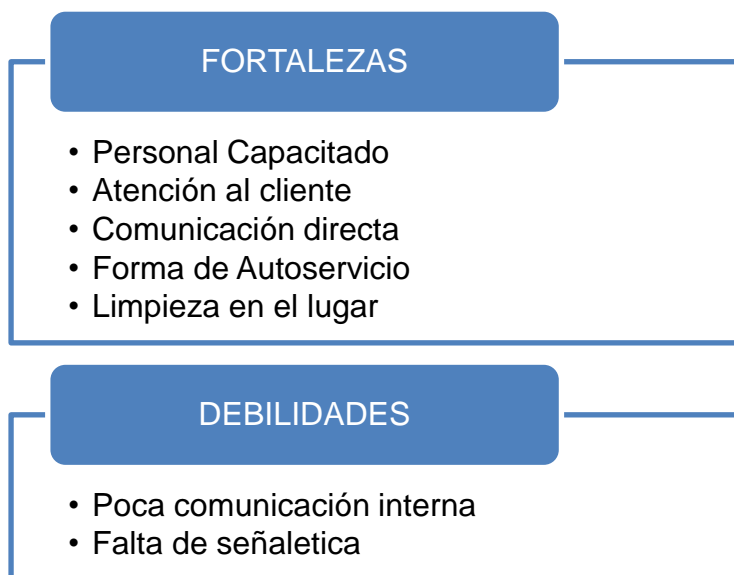 FORTALEZAS
• Personal Capacitado
• Atención al cliente
• Comunicación directa
• Forma de Autoservicio
• Limpieza en el lugar
DEBILIDADES
• Poca comunicación interna
• Falta de señaletica